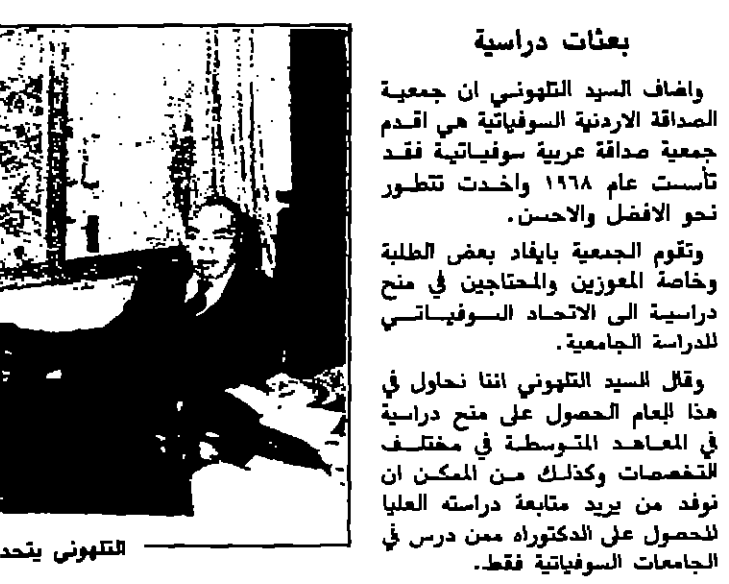 بعثات دراسية
واضاف السيد التلهوني ان جمعية
الصداقة الاردنية السوفياتية هي اقدم
جمعية صداقة عربية سوفياتية فقد
تأسست عام ١٩٦٨ واخذت تتطور
نحو الافضل والاحسن.
وتقوم الجمعية بايفاد بعض الطلبة
وخاصة المعوزين والمحتاجين في منح
دراسية الى الاتحاد السوفياتي
للدراسة الجامعية.
وقال السيد التلهوني اننا نحاول في
هذا العام الحصول على منح دراسية
في المعاهد المتوسطة في مختلف
التخصصات وكذلك من الممكن ان
نوفد من يريد متابعة دراسته العليا
للحصول على الدكتوراه ممن درس في
الجامعات السوفياتية فقط.
التلهوني يتحد